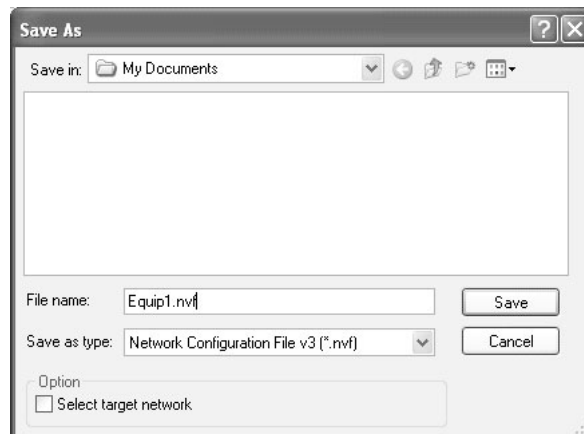 Save As
Save in: My Documents
File name: Equip1.nvf
Save
Save as type: Network Configuration File v3 (*.nvf)
Cancel
Option
Select target network